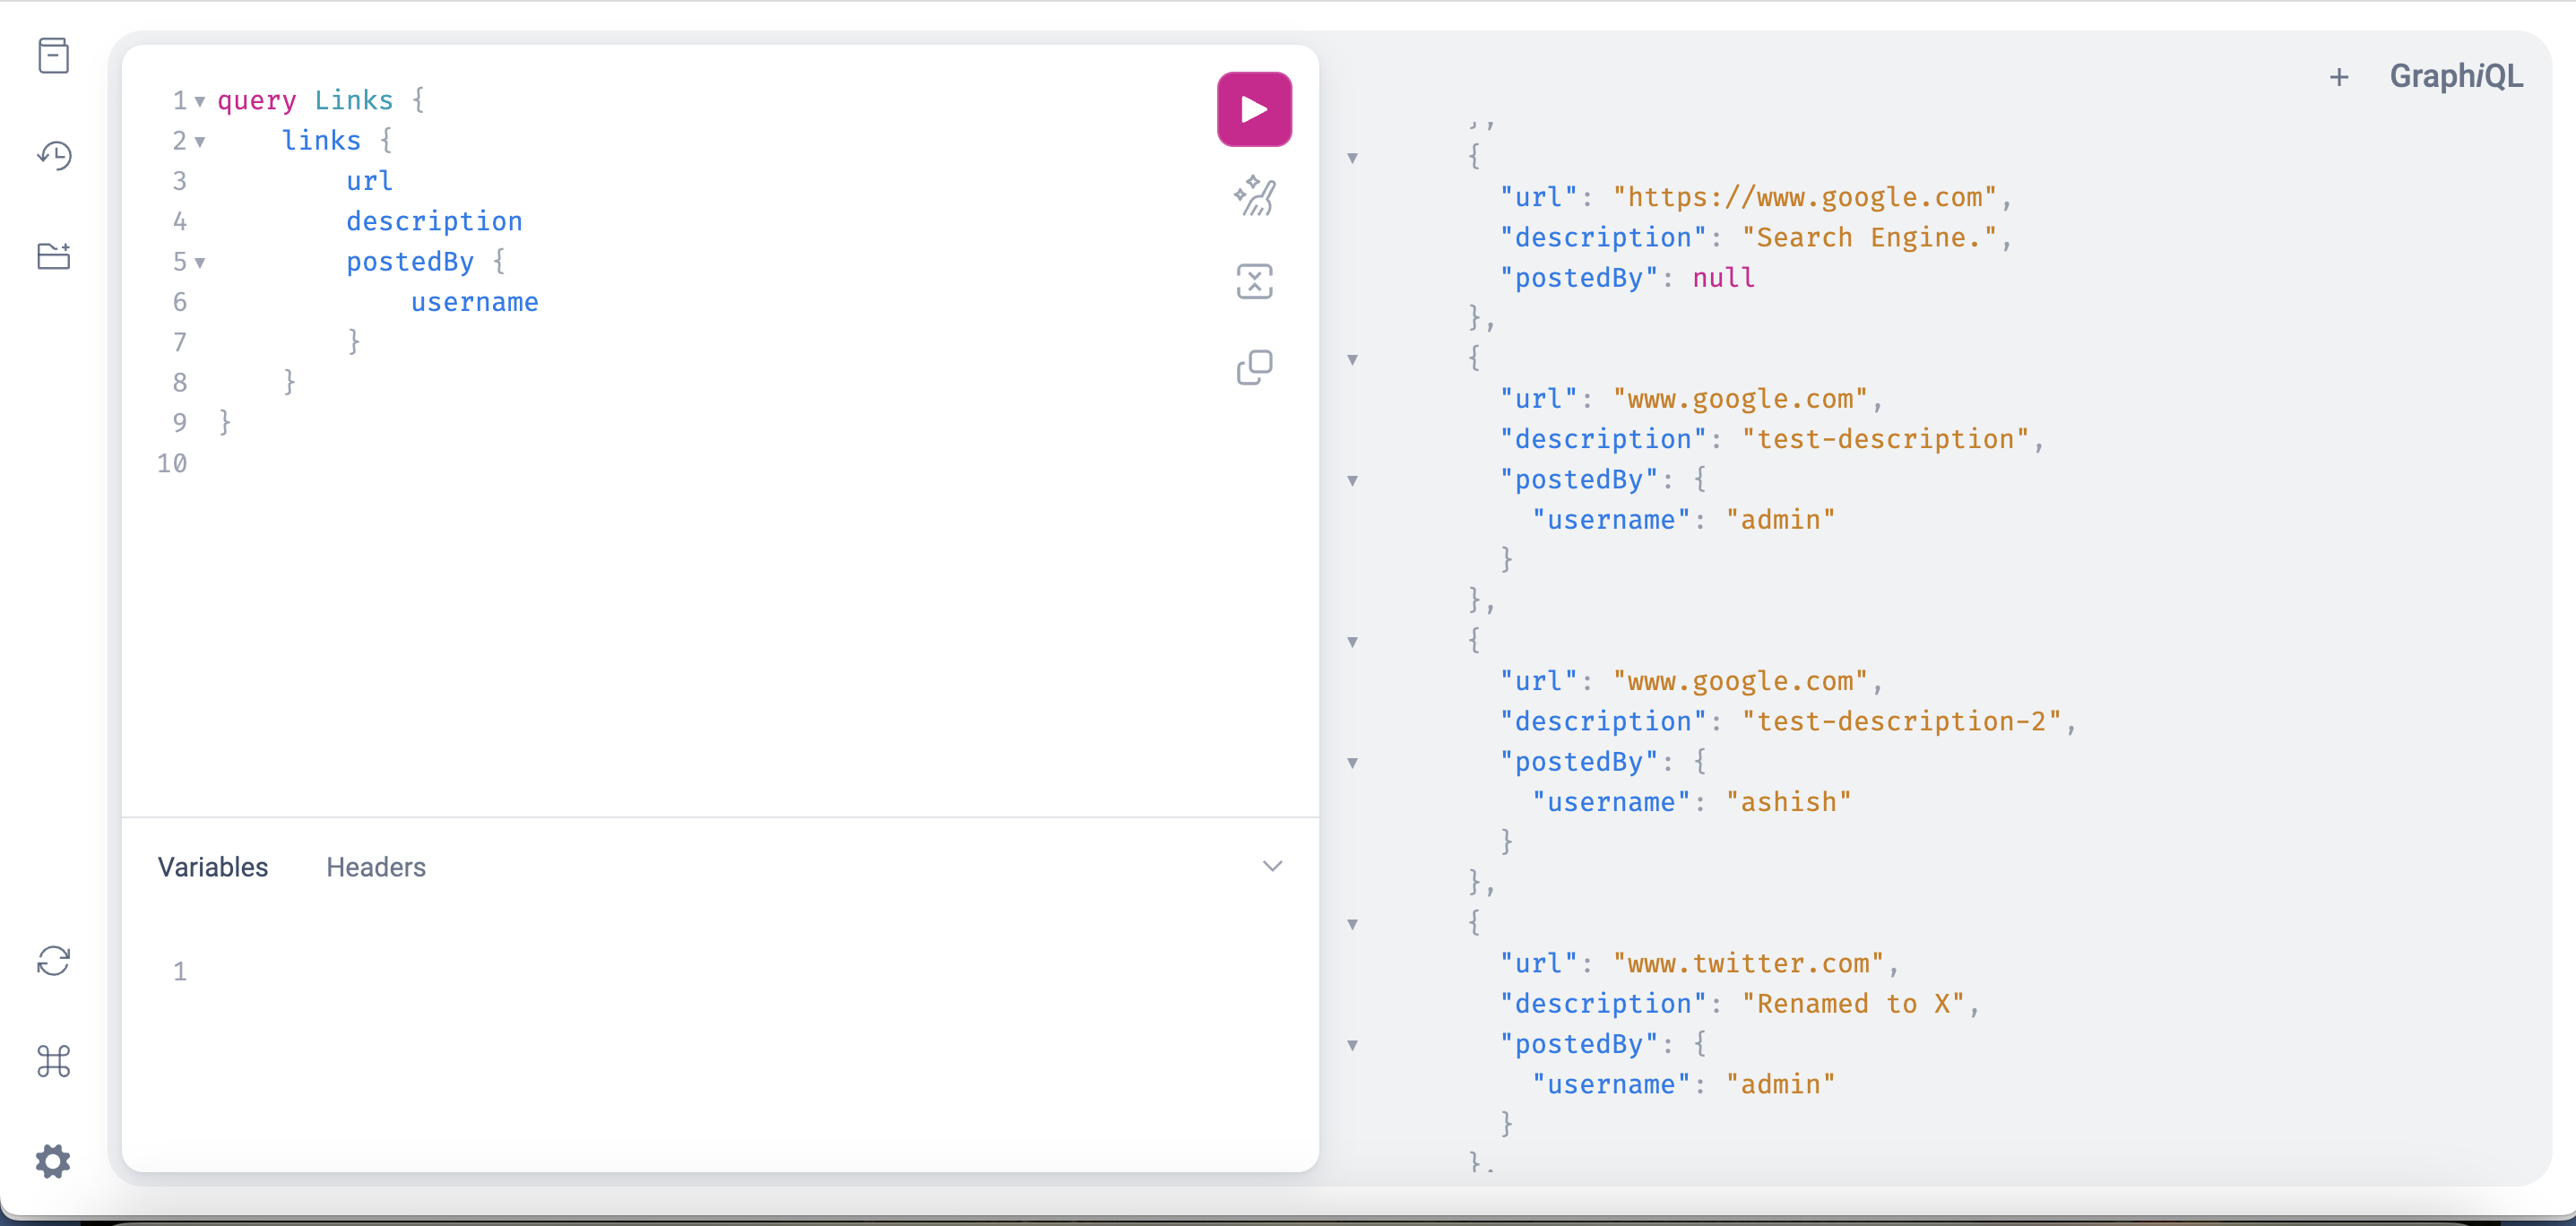 1 query Links {
2     links {
3         url
4         description
5         postedBy {
6             username
7         }
8     }
9 }
10
Variables Headers
1
+ GraphiQL
},
{
"url": "https://www.google.com",
"description": "Search Engine.",
"postedBy": null
},
{
"url": "www.google.com",
"description": "test-description",
"postedBy": {
"username": "admin"
}
},
{
"url": "www.google.com",
"description": "test-description-2",
"postedBy": {
"username": "ashish"
}
},
{
"url": "www.twitter.com",
"description": "Renamed to X",
"postedBy": {
"username": "admin"
}
},